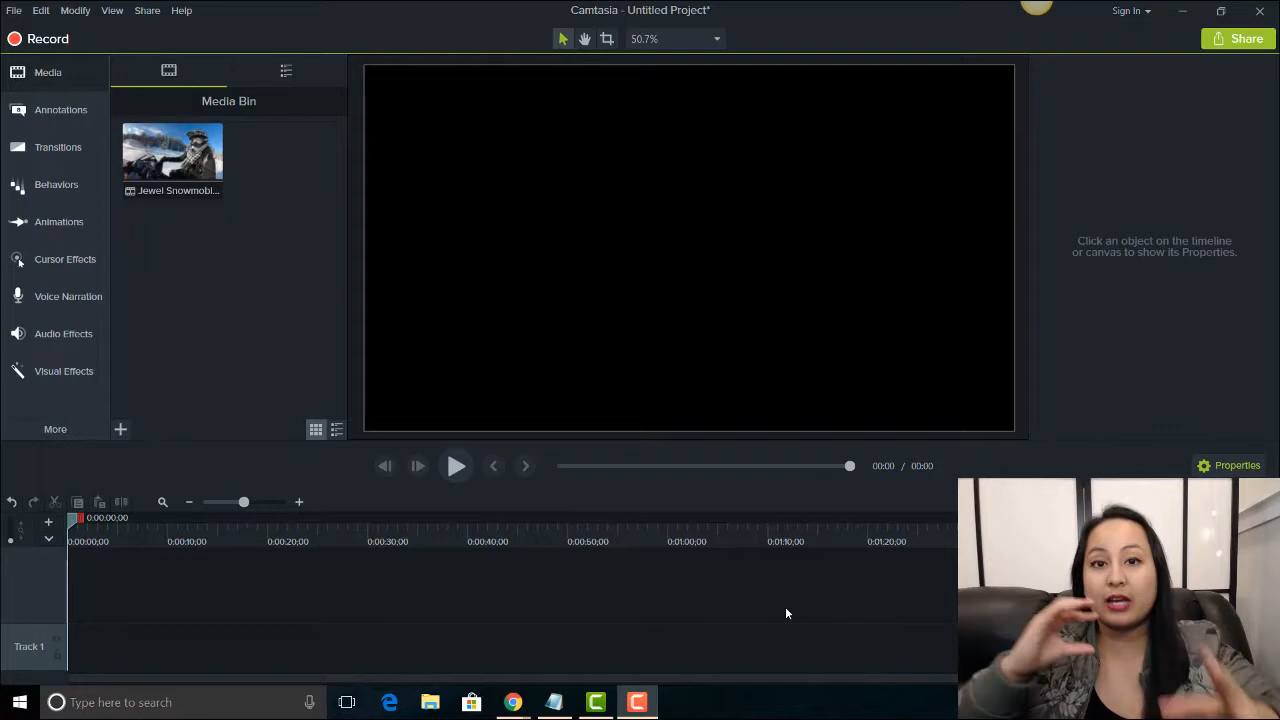 File Edit Modify View Share Help
Camtasia - Untitled Project*
Sign In
Record
50.7%
Share
Media
Annotations
Transitions
Behaviors
Animations
Cursor Effects
Voice Narration
Audio Effects
Visual Effects
More
Media Bin
Jewel Snowmobi...
Click an object on the timeline
or canvas to show its Properties.
00:00 / 00:00
Properties
0:00:00;00
0:00:00;00 0:00:10;00 0:00:20;00 0:00:30;00 0:00:40;00 0:00:50;00 0:01:00;00 0:01:10;00 0:01:20;00
Track 1
Type here to search